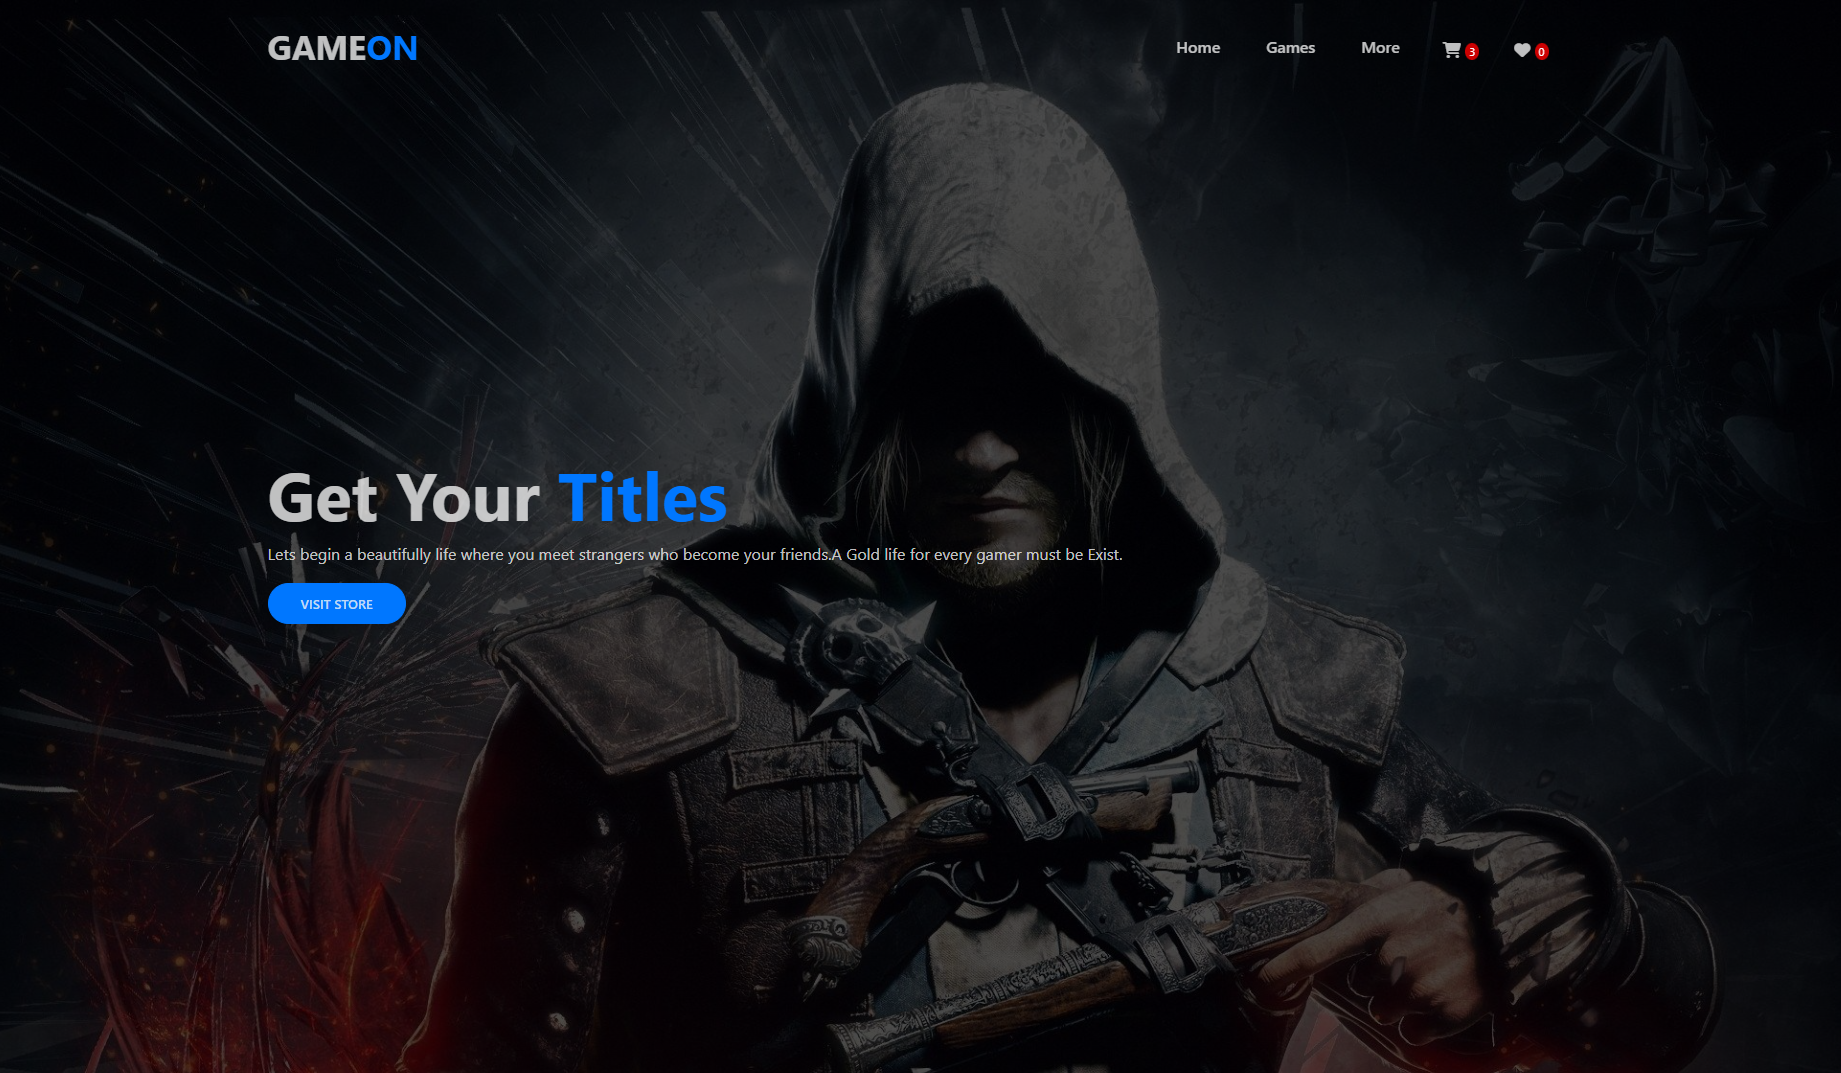 GAMEON
Home Games More 3 0
Get Your Titles
Lets begin a beautifully life where you meet strangers who become your friends.A Gold life for every gamer must be Exist.
VISIT STORE